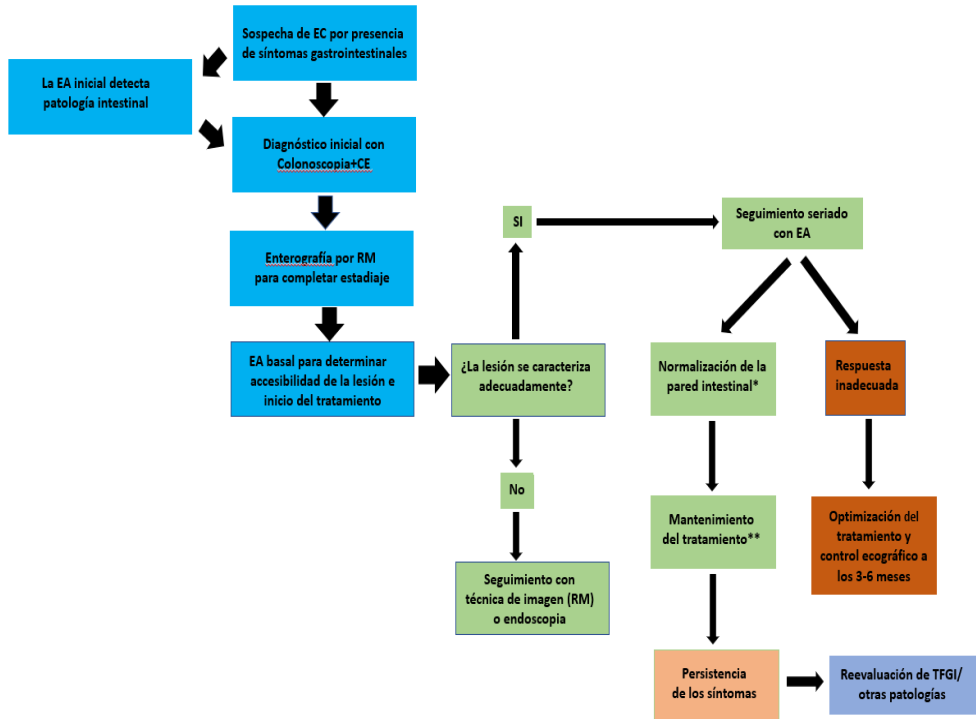 Sospecha de EC por presencia
de síntomas gastrointestinales
La EA inicial detecta
patología intestinal
Diagnóstico inicial con
Colonoscopia+CE
Enterografía por RM
para completar estadiaje
EA basal para determinar
accesibilidad de la lesión e
inicio del tratamiento
¿La lesión se caracteriza
adecuadamente?
SI
No
Seguimiento con
técnica de imagen (RM)
o endoscopia
Seguimiento seriado
con EA
Normalización de la
pared intestinal*
Mantenimiento
del tratamiento**
Persistencia
de los síntomas
Reevaluación de TFGI/
otras patologías
Respuesta
inadecuada
Optimización del
tratamiento y
control ecográfico a
los 3-6 meses